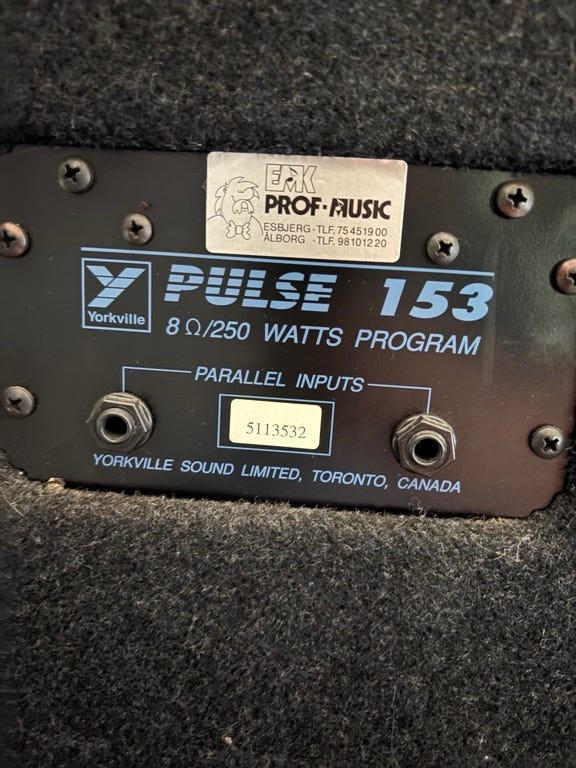 EMK
PROF·MUSIC
ESBJERG · TLF. 75 45 19 00
ÅLBORG · TLF. 98 10 12 20
Yorkville
PULSE 153
8 Ω/250 WATTS PROGRAM
PARALLEL INPUTS
5113532
YORKVILLE SOUND LIMITED, TORONTO, CANADA